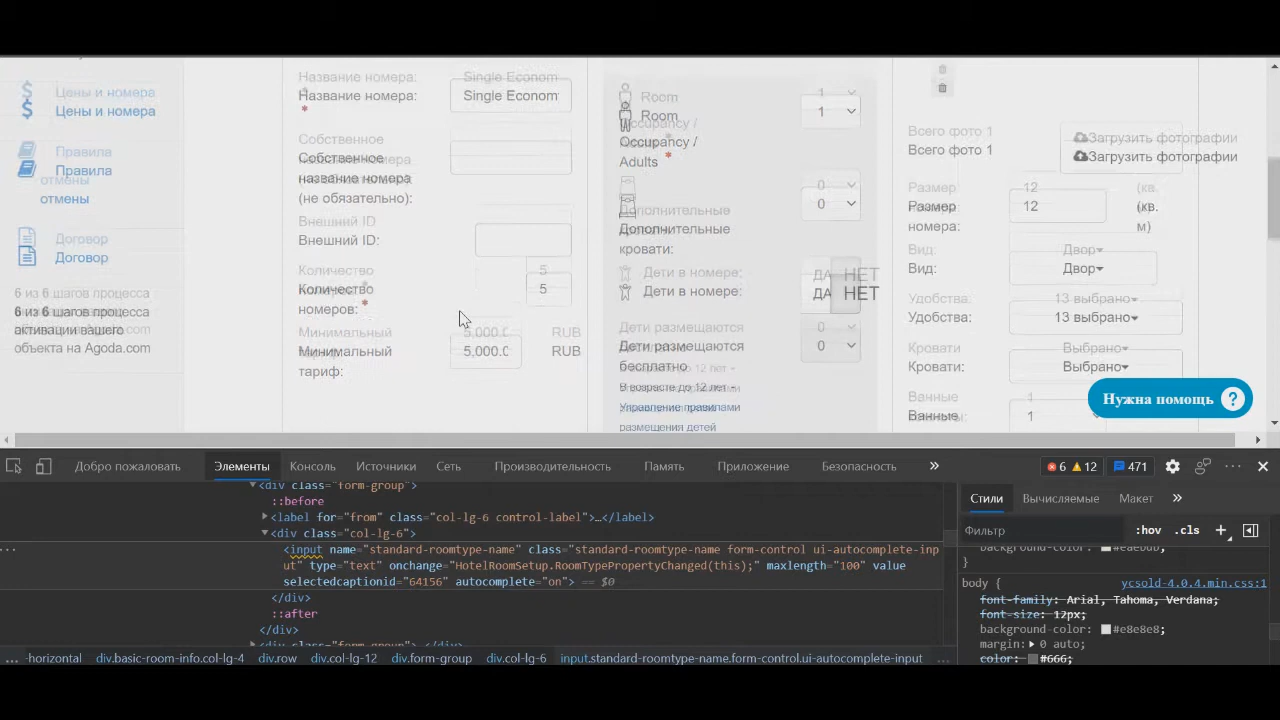 Цены и номера
Правила
отмены
Договор
6 из 6 шагов процесса
активации вашего
объекта на Agoda.com
Название номера:
*
Single Econom
Собственное
название номера
(не обязательно):
Внешний ID:
Количество
номеров: *
5
Минимальный
тариф:
5,000.0
RUB
Room
Occupancy /
Adults *
1
Дополнительные
кровати:
0
Дети в номере:
ДА
НЕТ
Дети размещаются
бесплатно
0
В возрасте до 12 лет -
Управление правилами
размещения детей
Всего фото 1
Загрузить фотографии
Размер
номера:
12
(кв.
м)
Вид:
Двор
Удобства:
13 выбрано
Кровати:
Выбрано
Ванные
1
Нужна помощь ?
Добро пожаловать
Элементы
Консоль
Источники
Сеть
Производительность
Память
Приложение
Безопасность
»
6
12
471
<div class="form-group">
::before
<label for="from" class="col-lg-6 control-label">…</label>
<div class="col-lg-6">
<input name="standard-roomtype-name" class="standard-roomtype-name form-control ui-autocomplete-inp
ut" type="text" onchange="HotelRoomSetup.RoomTypePropertyChanged(this);" maxlength="100" value
selectedcaptionid="64156" autocomplete="on"> == $0
</div>
::after
</div>
… -horizontal div.basic-room-info.col-lg-4 div.row div.col-lg-12 div.form-group div.col-lg-6 input.standard-roomtype-name.form-control.ui-autocomplete-input …
Стили
Вычисляемые
Макет
»
Фильтр
:hov
.cls
+
}
body {
ycsold-4.0.4.min.css:1
font-family: Arial, Tahoma, Verdana;
font-size: 12px;
background-color: #e8e8e8;
margin: 0 auto;
color: #666;